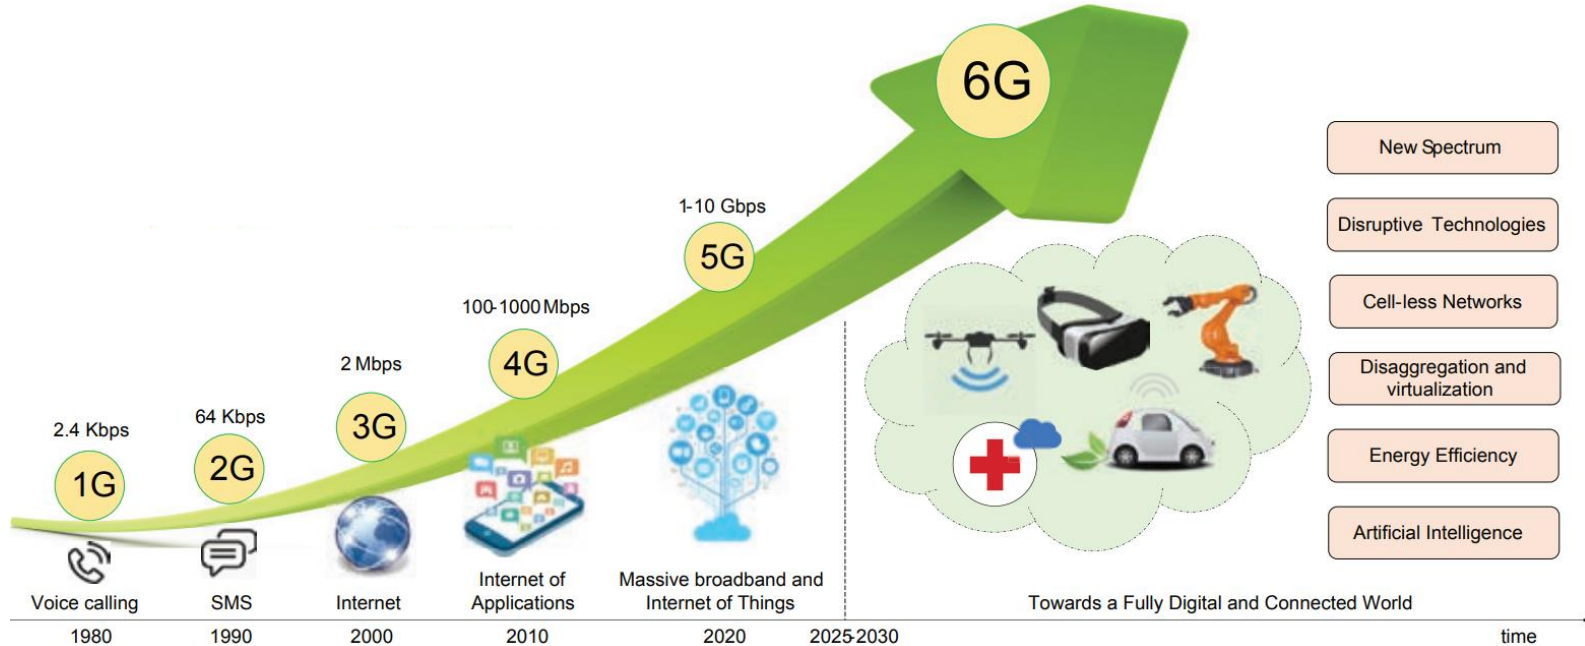 6G
New Spectrum
Disruptive Technologies
Cell-less Networks
Disaggregation and
virtualization
Energy Efficiency
Artificial Intelligence
1-10 Gbps
5G
100-1000 Mbps
4G
2 Mbps
3G
64 Kbps
2G
2.4 Kbps
1G
Voice calling
SMS
Internet
Internet of
Applications
Massive broadband and
Internet of Things
Towards a Fully Digital and Connected World
1980
1990
2000
2010
2020
2025-2030
time